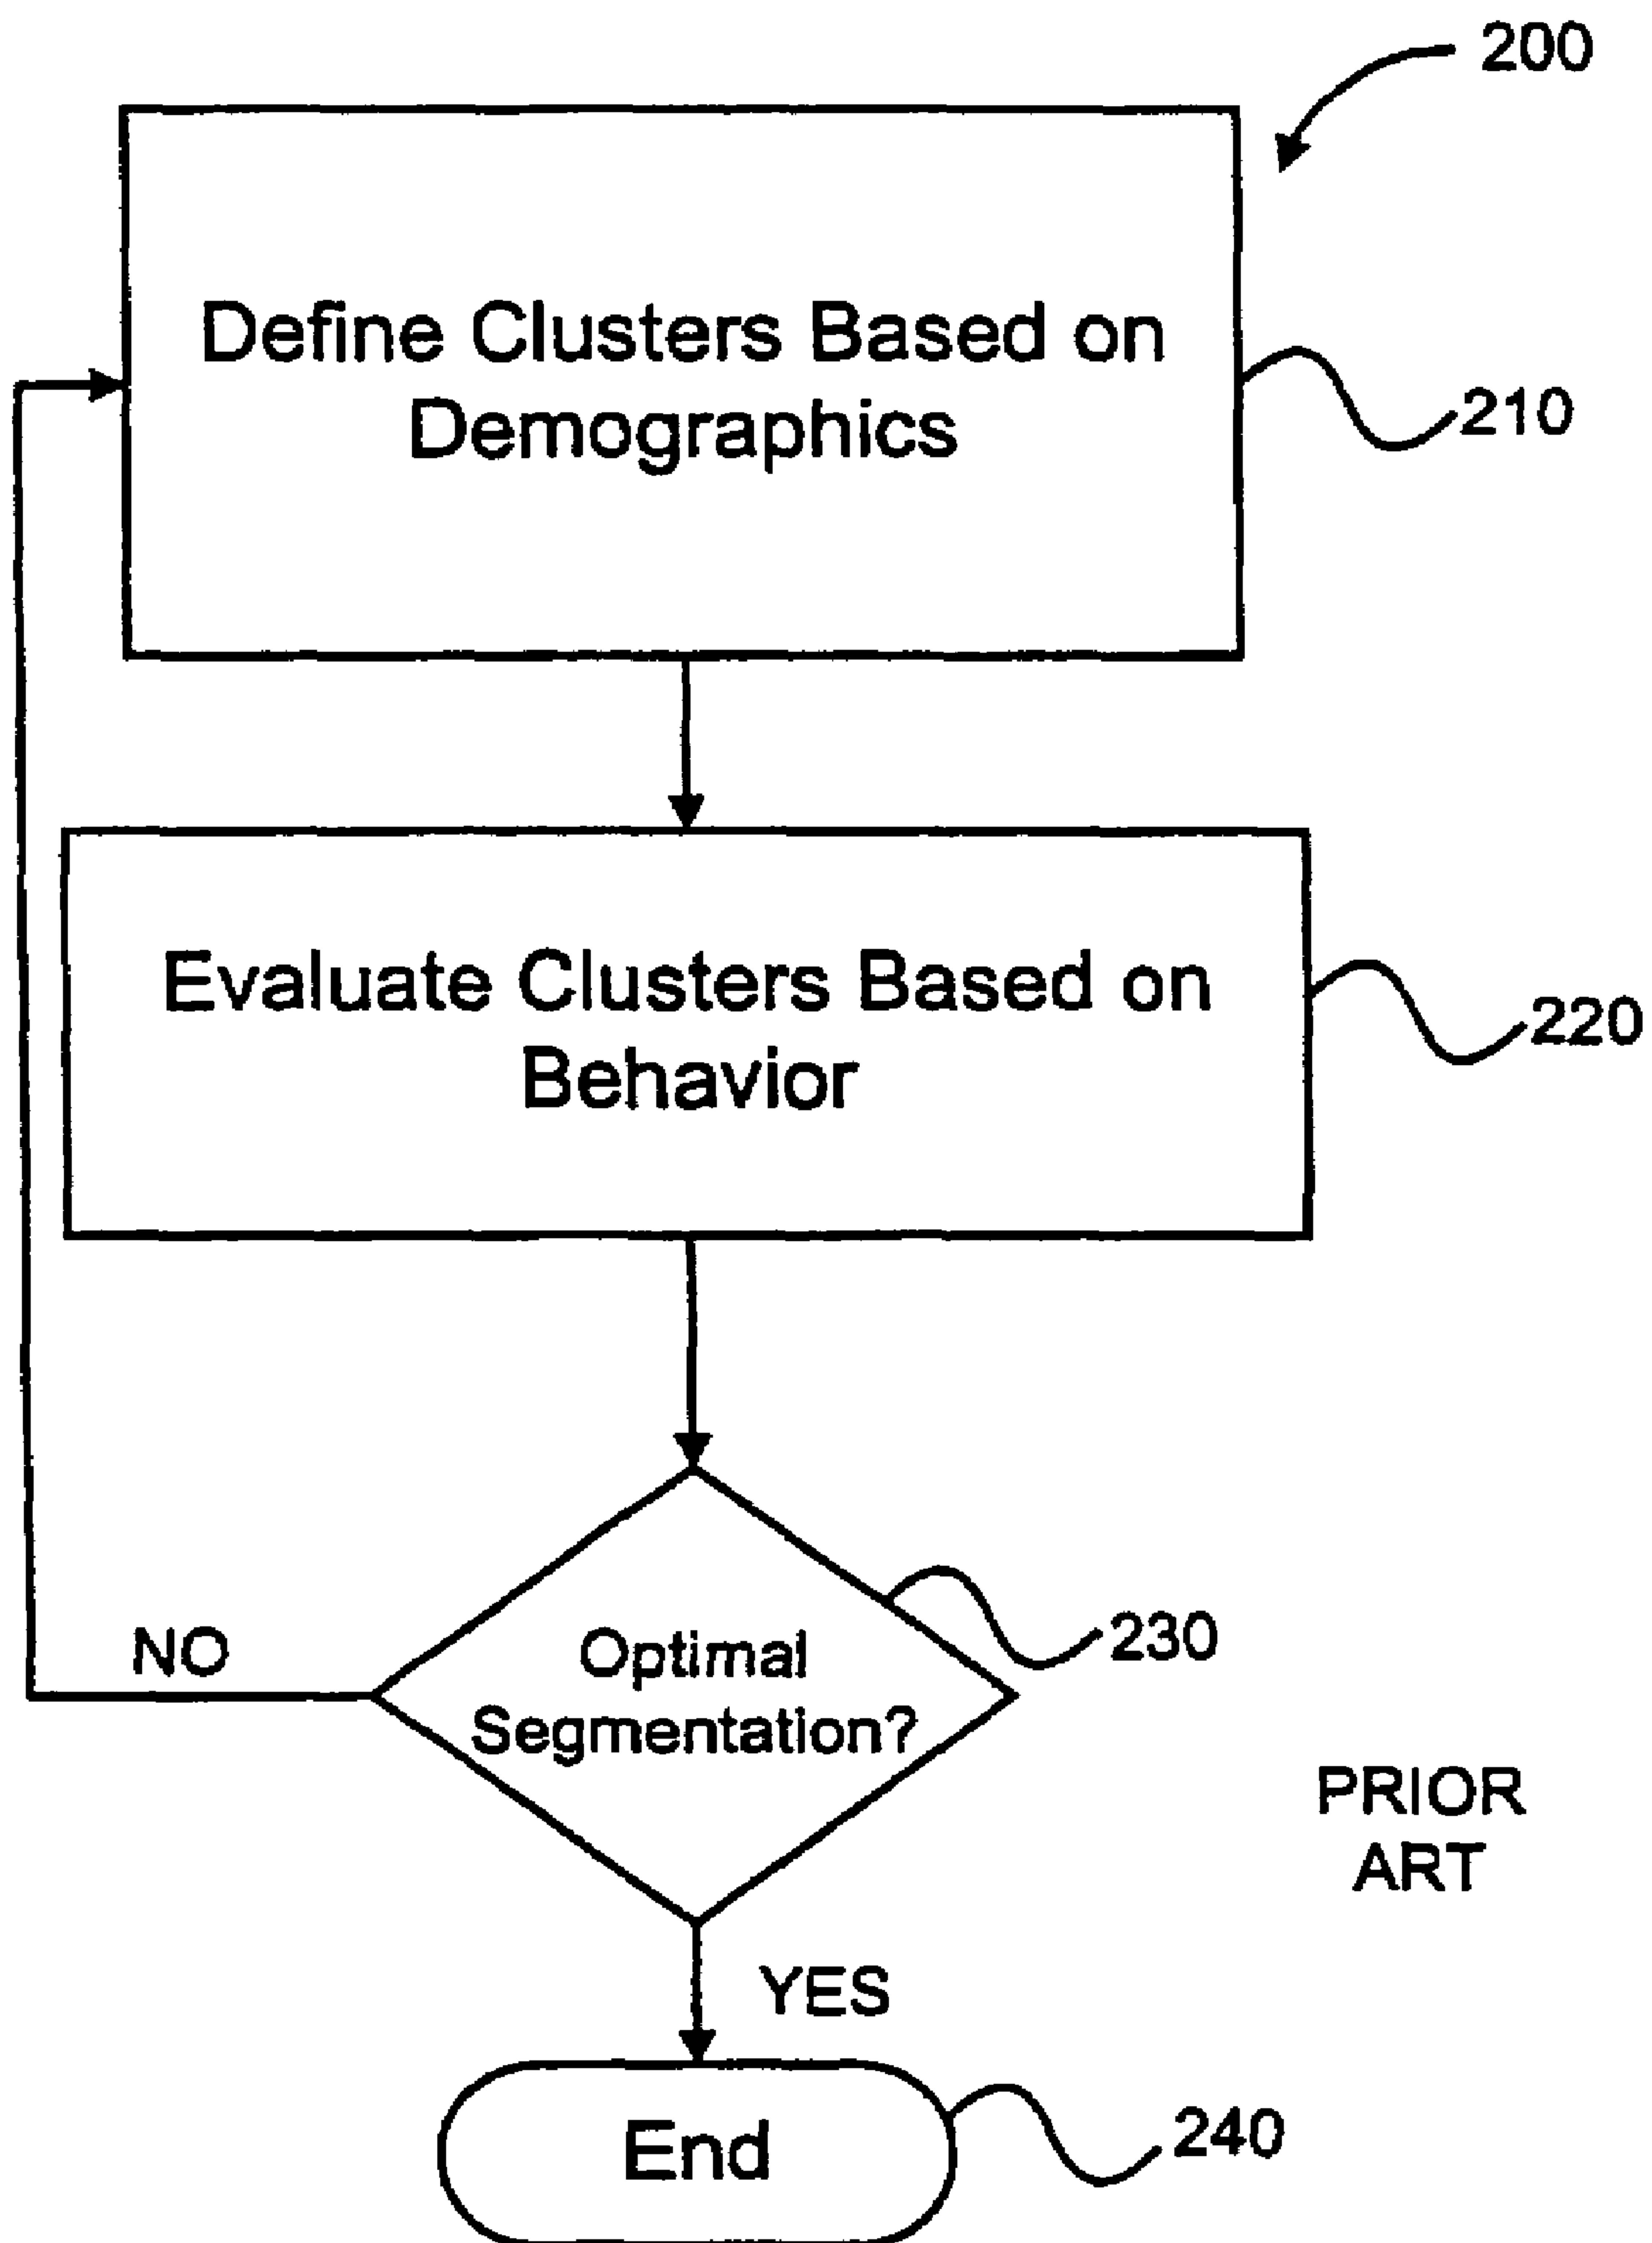 200
Define Clusters Based on
Demographics
210
Evaluate Clusters Based on
Behavior
220
NO
Optimal
Segmentation?
230
PRIOR
ART
YES
End
240